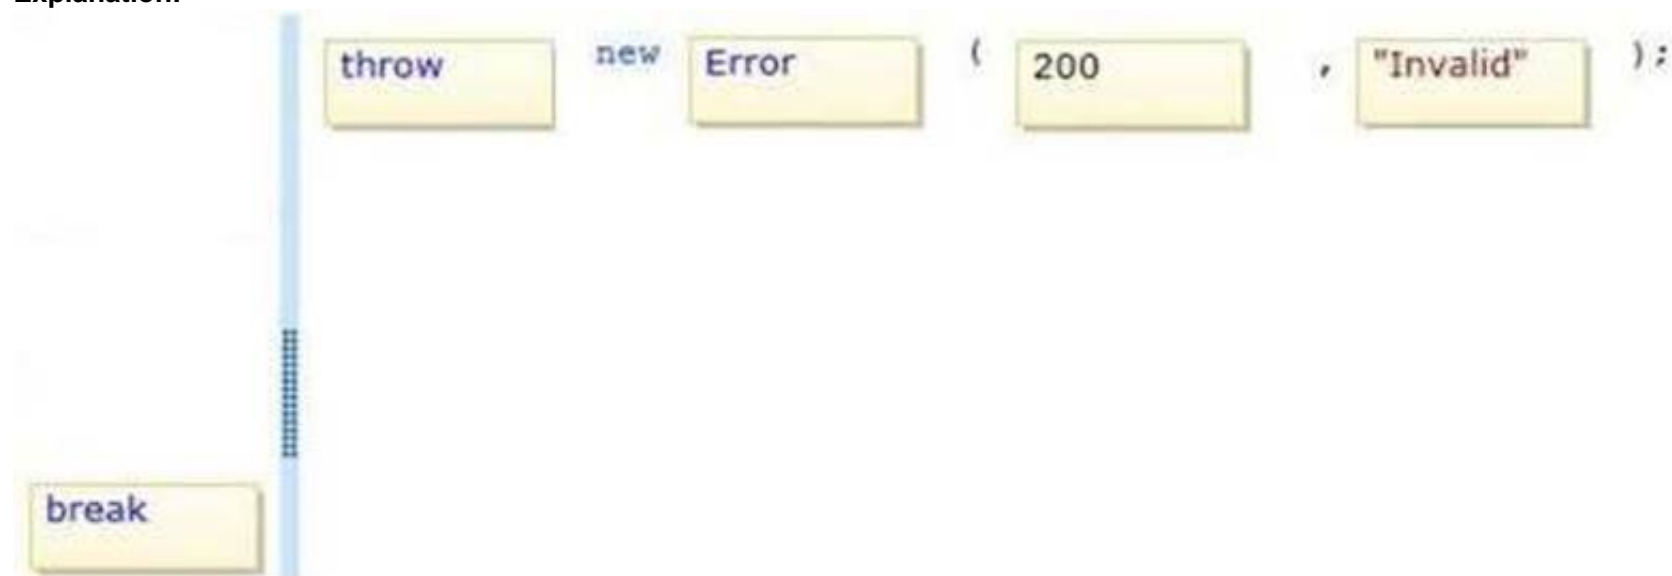 throw new Error ( 200 , "Invalid" );
break